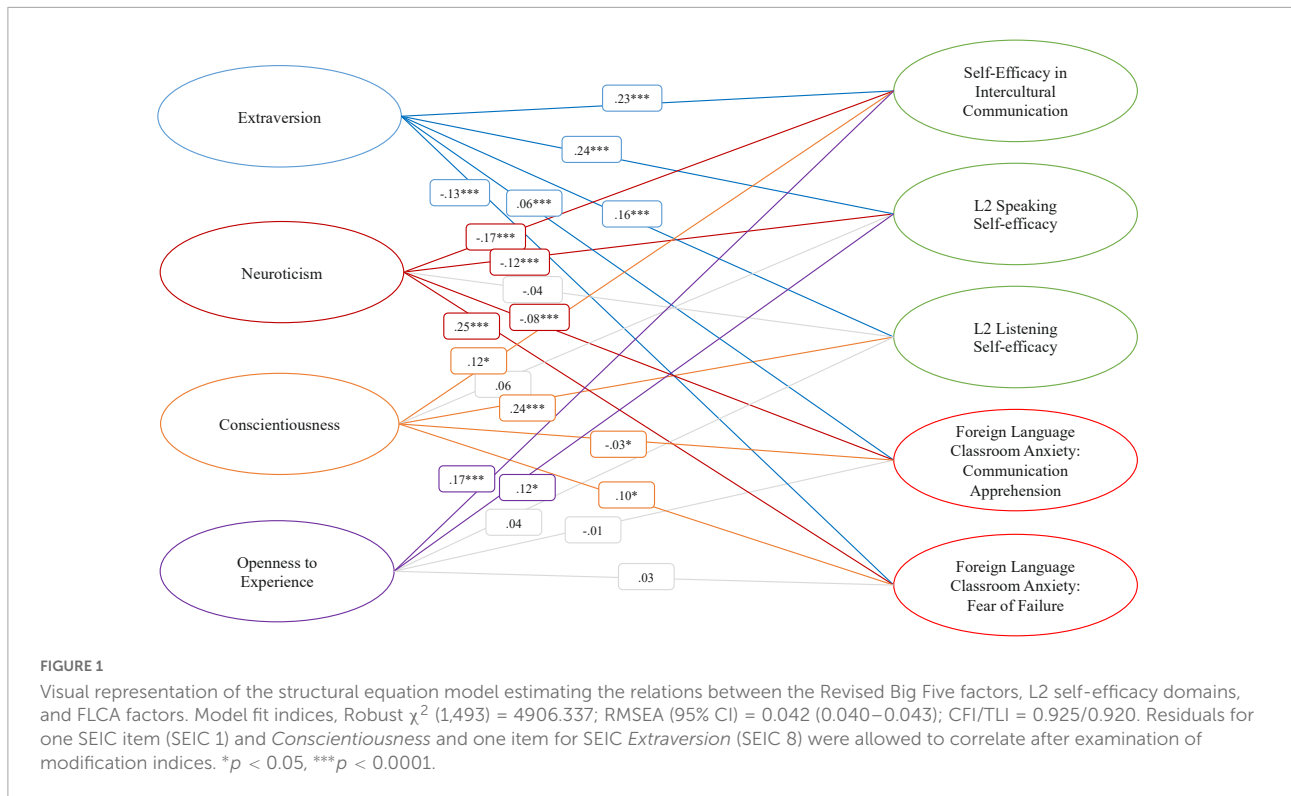 Extraversion
Neuroticism
Conscientiousness
Openness to
Experience
.23***
.24***
-.13***
.06***
.16***
-.17***
-.12***
-.04
.25***
-.08***
.12*
.06
.24***
-.03*
.17***
.12*
.10*
.04
-.01
.03
Self-Efficacy in
Intercultural
Communication
L2 Speaking
Self-efficacy
L2 Listening
Self-efficacy
Foreign Language
Classroom Anxiety:
Communication
Apprehension
Foreign Language
Classroom Anxiety:
Fear of Failure
FIGURE 1
Visual representation of the structural equation model estimating the relations between the Revised Big Five factors, L2 self-efficacy domains,
and FLCA factors. Model fit indices, Robust χ² (1,493) = 4906.337; RMSEA (95% CI) = 0.042 (0.040–0.043); CFI/TLI = 0.925/0.920. Residuals for
one SEIC item (SEIC 1) and Conscientiousness and one item for SEIC Extraversion (SEIC 8) were allowed to correlate after examination of
modification indices. *p < 0.05, ***p < 0.0001.